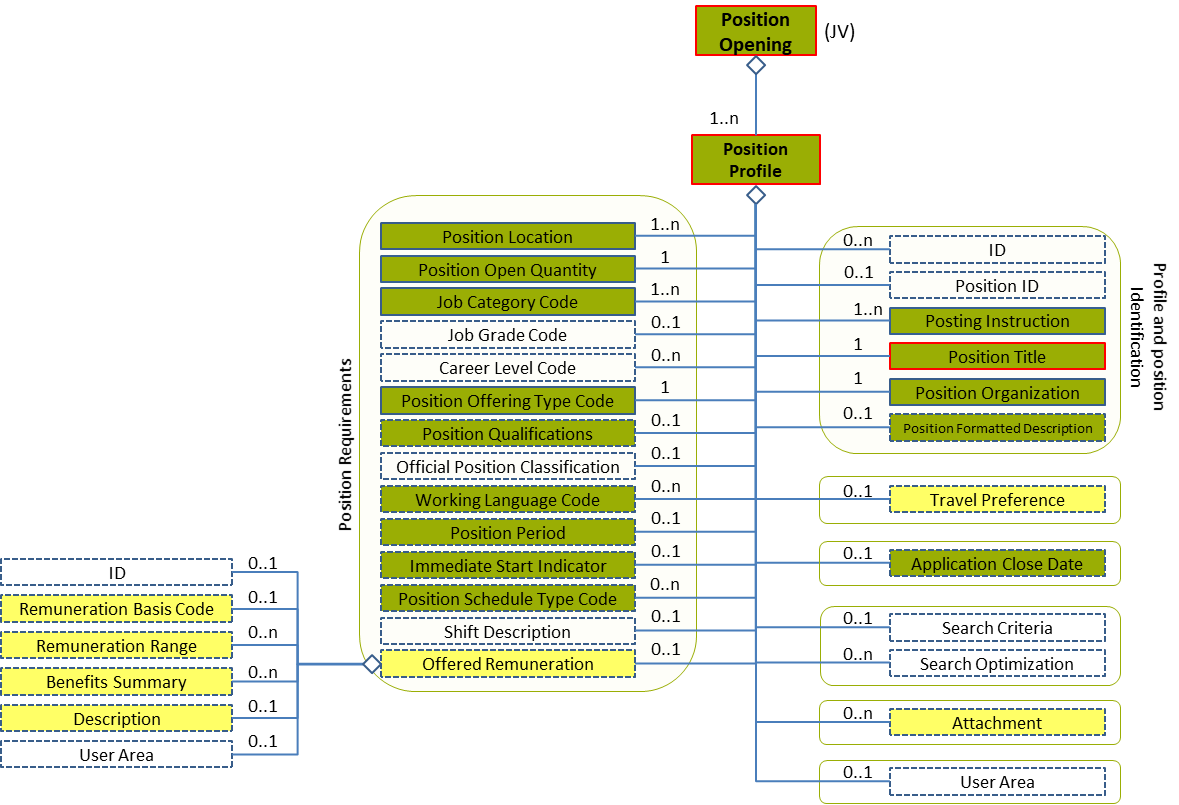 Position
Opening
(JV)
1..n
Position
Profile
Position Requirements
Position Location
1..n
Position Open Quantity
1
Job Category Code
1..n
Job Grade Code
0..1
Career Level Code
0..n
Position Offering Type Code
1
Position Qualifications
0..1
Official Position Classification
0..1
Working Language Code
0..n
Position Period
0..1
Immediate Start Indicator
0..1
Position Schedule Type Code
0..n
Shift Description
0..1
Offered Remuneration
0..1
ID
0..1
Remuneration Basis Code
0..1
Remuneration Range
0..n
Benefits Summary
0..n
Description
0..1
User Area
0..1
Profile and position
Identification
0..n
ID
0..1
Position ID
1..n
Posting Instruction
1
Position Title
1
Position Organization
0..1
Position Formatted Description
0..1
Travel Preference
0..1
Application Close Date
0..1
Search Criteria
0..n
Search Optimization
0..n
Attachment
0..1
User Area